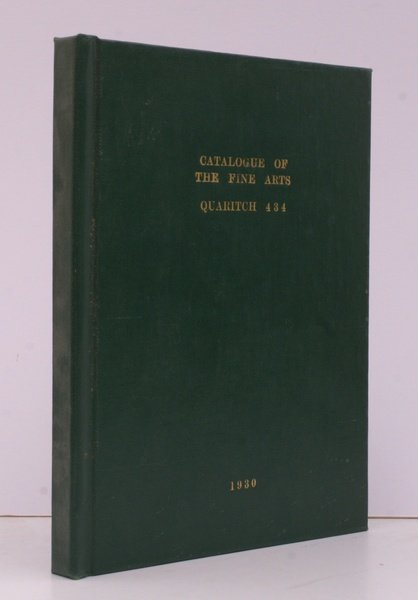 CATALOGUE OF
THE FINE ARTS
QUARITCH 434
1930